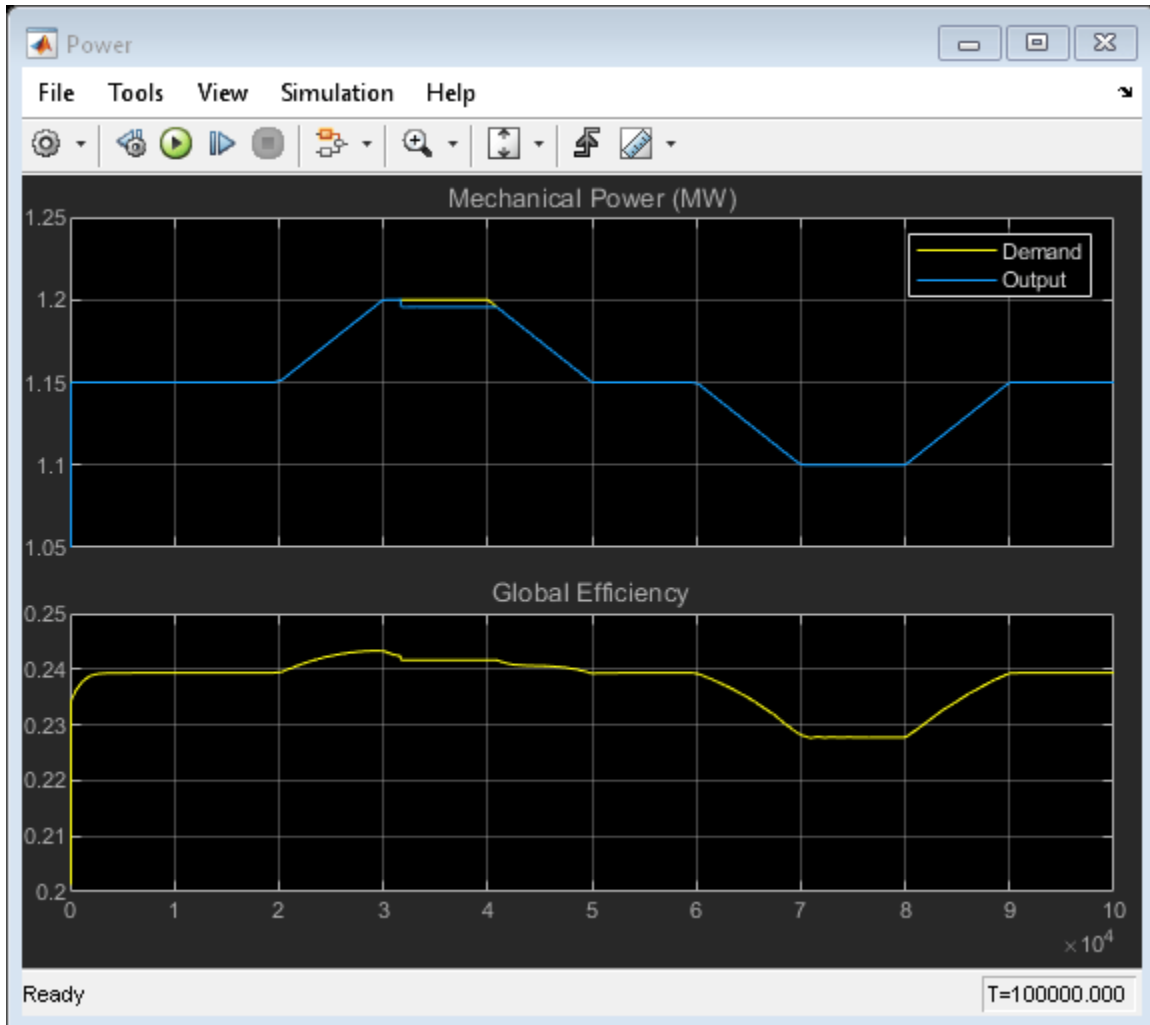 Power
File Tools View Simulation Help
Mechanical Power (MW)
1.25
1.2
1.15
1.1
1.05
Demand
Output
Global Efficiency
0.25
0.24
0.23
0.22
0.21
0.2
0 1 2 3 4 5 6 7 8 9 10
×10⁴
Ready T=100000.000